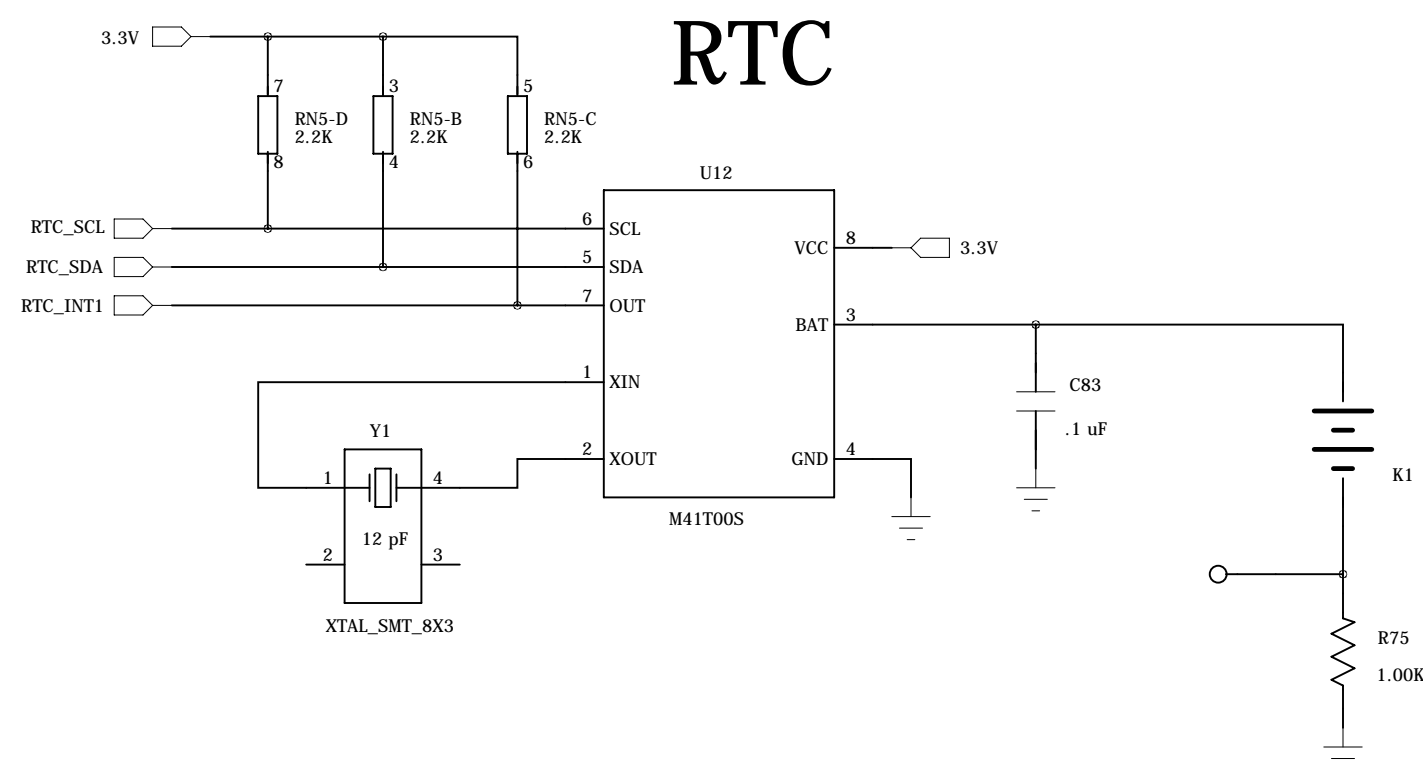 RTC
3.3V
7
3
5
RN5-D
2.2K
RN5-B
2.2K
RN5-C
2.2K
8
4
6
U12
RTC_SCL
6
SCL
VCC
8
3.3V
RTC_SDA
5
SDA
RTC_INT1
7
OUT
BAT
3
1
XIN
C83
.1 uF
Y1
2
XOUT
GND
4
1
4
K1
M41T00S
12 pF
2
3
XTAL_SMT_8X3
R75
1.00K